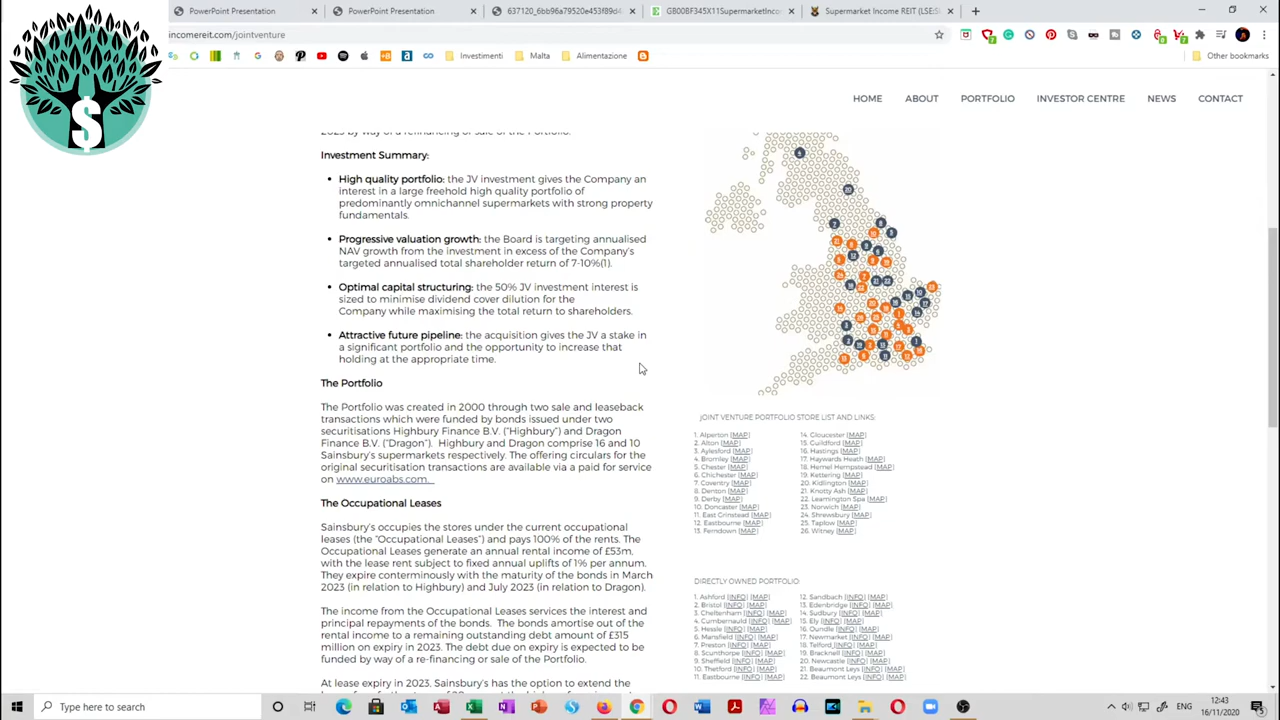 PowerPoint Presentation
PowerPoint Presentation
637120_6bb96a79520e453f89d4
G800BF345X11SupermarketInco
Supermarket Income REIT (LSE:S
incomereit.com/jointventure
Investimenti
Malta
Alimentazione
Other bookmarks
HOME
ABOUT
PORTFOLIO
INVESTOR CENTRE
NEWS
CONTACT
2023 by way of a refinancing or sale of the Portfolio.
Investment Summary:
High quality portfolio: the JV investment gives the Company an
interest in a large freehold high quality portfolio of
predominantly omnichannel supermarkets with strong property
fundamentals.
Progressive valuation growth: the Board is targeting annualised
NAV growth from the investment in excess of the Company's
targeted annualised total shareholder return of 7-10%(1).
Optimal capital structuring: the 50% JV investment interest is
sized to minimise dividend cover dilution for the
Company while maximising the total return to shareholders.
Attractive future pipeline: the acquisition gives the JV a stake in
a significant portfolio and the opportunity to increase that
holding at the appropriate time.
The Portfolio
The Portfolio was created in 2000 through two sale and leaseback
transactions which were funded by bonds issued under two
securitisations Highbury Finance B.V. ("Highbury") and Dragon
Finance B.V. ("Dragon"). Highbury and Dragon comprise 16 and 10
Sainsbury's supermarkets respectively. The offering circulars for the
original securitisation transactions are available via a paid for service
on www.euroabs.com.
The Occupational Leases
Sainsbury's occupies the stores under the current occupational
leases (the "Occupational Leases") and pays 100% of the rents. The
Occupational Leases generate an annual rental income of £53m,
with the lease rent subject to fixed annual uplifts of 1% per annum.
They expire conterminously with the maturity of the bonds in March
2023 (in relation to Highbury) and July 2023 (in relation to Dragon).
The income from the Occupational Leases services the interest and
principal repayments of the bonds. The bonds amortise out of the
rental income to a remaining outstanding debt amount of £315
million on expiry in 2023. The debt due on expiry is expected to be
funded by way of a re-financing or sale of the Portfolio.
At lease expiry in 2023, Sainsbury's has the option to extend the
JOINT VENTURE PORTFOLIO STORE LIST AND LINKS:
1. Alperton (MAP)
2. Alton (MAP)
3. Aylesford (MAP)
4. Bromley (MAP)
5. Chester (MAP)
6. Chichester (MAP)
7. Coventry (MAP)
8. Denton (MAP)
9. Derby (MAP)
10. Doncaster (MAP)
11. East Grinstead (MAP)
12. Eastbourne (MAP)
13. Ferndown (MAP)
14. Gloucester (MAP)
15. Guildford (MAP)
16. Hastings (MAP)
17. Haywards Heath (MAP)
18. Hemel Hempstead (MAP)
19. Kettering (MAP)
20. Kidlington (MAP)
21. Knotty Ash (MAP)
22. Leamington Spa (MAP)
23. Norwich (MAP)
24. Shrewsbury (MAP)
25. Taplow (MAP)
26. Witney (MAP)
DIRECTLY OWNED PORTFOLIO:
1. Ashford (INFO) (MAP)
2. Bristol (INFO) (MAP)
3. Cheltenham (INFO) (MAP)
4. Cumbernauld (INFO) (MAP)
5. Hessle (INFO) (MAP)
6. Mansfield (INFO) (MAP)
7. Preston (INFO) (MAP)
8. Scunthorpe (INFO) (MAP)
9. Sheffield (INFO) (MAP)
10. Thetford (INFO) (MAP)
11. Eastbourne (INFO) (MAP)
12. Sandbach (INFO) (MAP)
13. Edenbridge (INFO) (MAP)
14. Sudbury (INFO) (MAP)
15. Ely (INFO) (MAP)
16. Oundle (INFO) (MAP)
17. Newmarket (INFO) (MAP)
18. Telford (INFO) (MAP)
19. Bracknell (INFO) (MAP)
20. Newcastle (INFO) (MAP)
21. Beaumont Leys (INFO) (MAP)
22. Beaumont Leys (INFO) (MAP)
Type here to search
ENG
12:43
16/11/2020